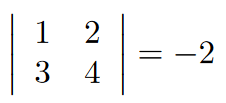 | 1 2 |
| 3 4 | = −2